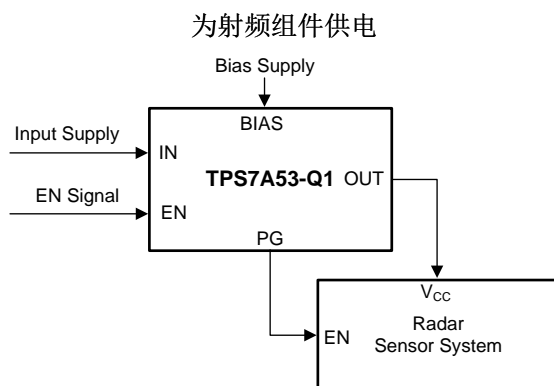 为射频组件供电
Bias Supply
BIAS
Input Supply
IN
TPS7A53-Q1
OUT
EN Signal
EN
PG
VCC
EN
Radar
Sensor System